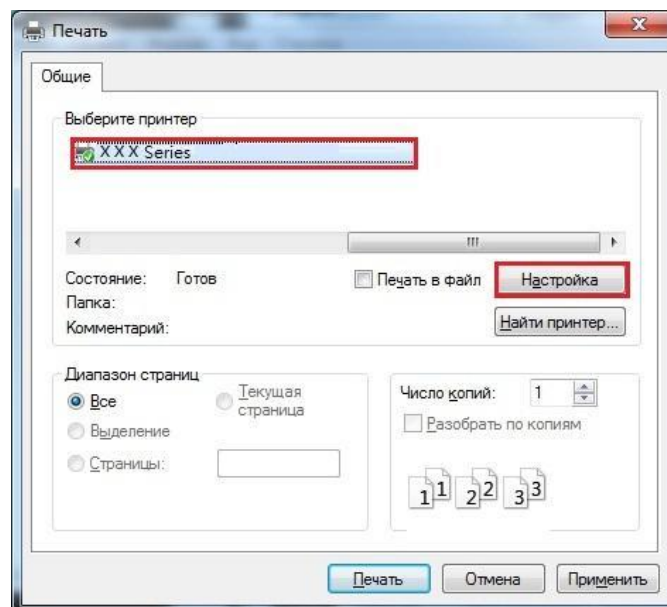 Печать
Общие
Выберите принтер
XXX Series
Состояние: Готов
Печать в файл
Настройка
Папка:
Комментарий:
Найти принтер...
Диапазон страниц
Все
Текущая
страница
Выделение
Страницы:
Число копий: 1
Разобрать по копиям
1 1 2 2 3 3
Печать
Отмена
Применить